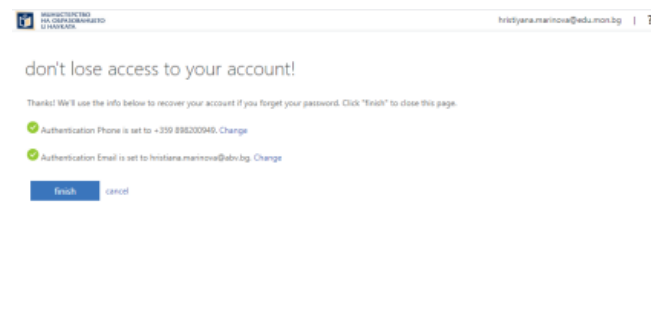 МИНИСТЕРСТВО
НА ОБРАЗОВАНИЕТО
И НАУКАТА
hristiyana.marinova@edu.mon.bg | ?
don't lose access to your account!
Thanks! We'll use the info below to recover your account if you forget your password. Click "finish" to close this page.
Authentication Phone is set to +359 898200949. Change
Authentication Email is set to hristiana.marinova@abv.bg. Change
finish cancel